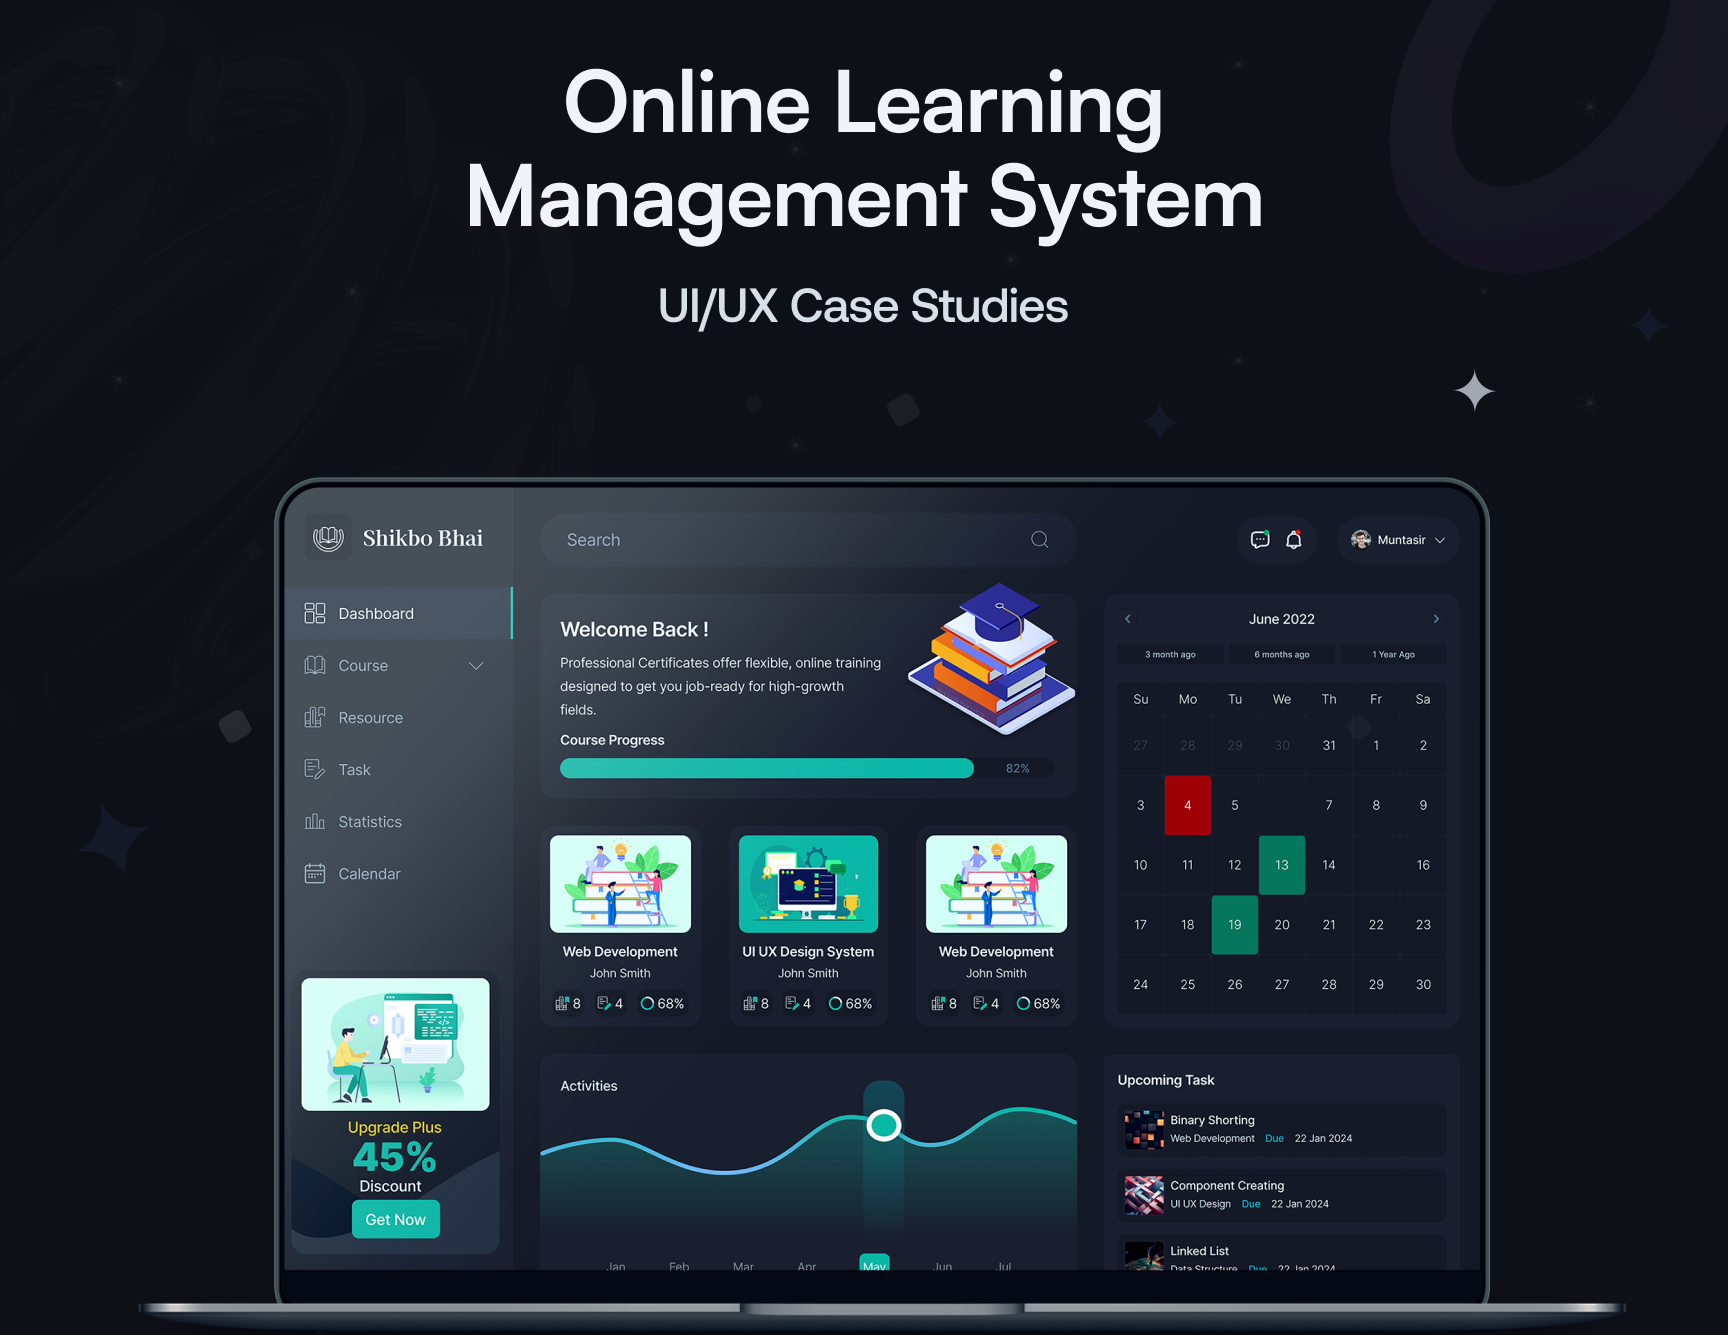 Online Learning
Management System
UI/UX Case Studies
Shikbo Bhai
Dashboard
Course
Resource
Task
Statistics
Calendar
Upgrade Plus
45%
Discount
Get Now
Search
Muntasir
Welcome Back !
Professional Certificates offer flexible, online training
designed to get you job-ready for high-growth
fields.
Course Progress
82%
Web Development
John Smith
8 4 68%
UI UX Design System
John Smith
8 4 68%
Web Development
John Smith
8 4 68%
Activities
Jan Feb Mar Apr May Jun Jul
June 2022
3 month ago 6 months ago 1 Year Ago
Su Mo Tu We Th Fr Sa
27 28 29 30 31 1 2
3 4 5 7 8 9
10 11 12 13 14 16
17 18 19 20 21 22 23
24 25 26 27 28 29 30
Upcoming Task
Binary Shorting
Web Development Due 22 Jan 2024
Component Creating
UI UX Design Due 22 Jan 2024
Linked List
Data Structure Due 22 Jan 2024